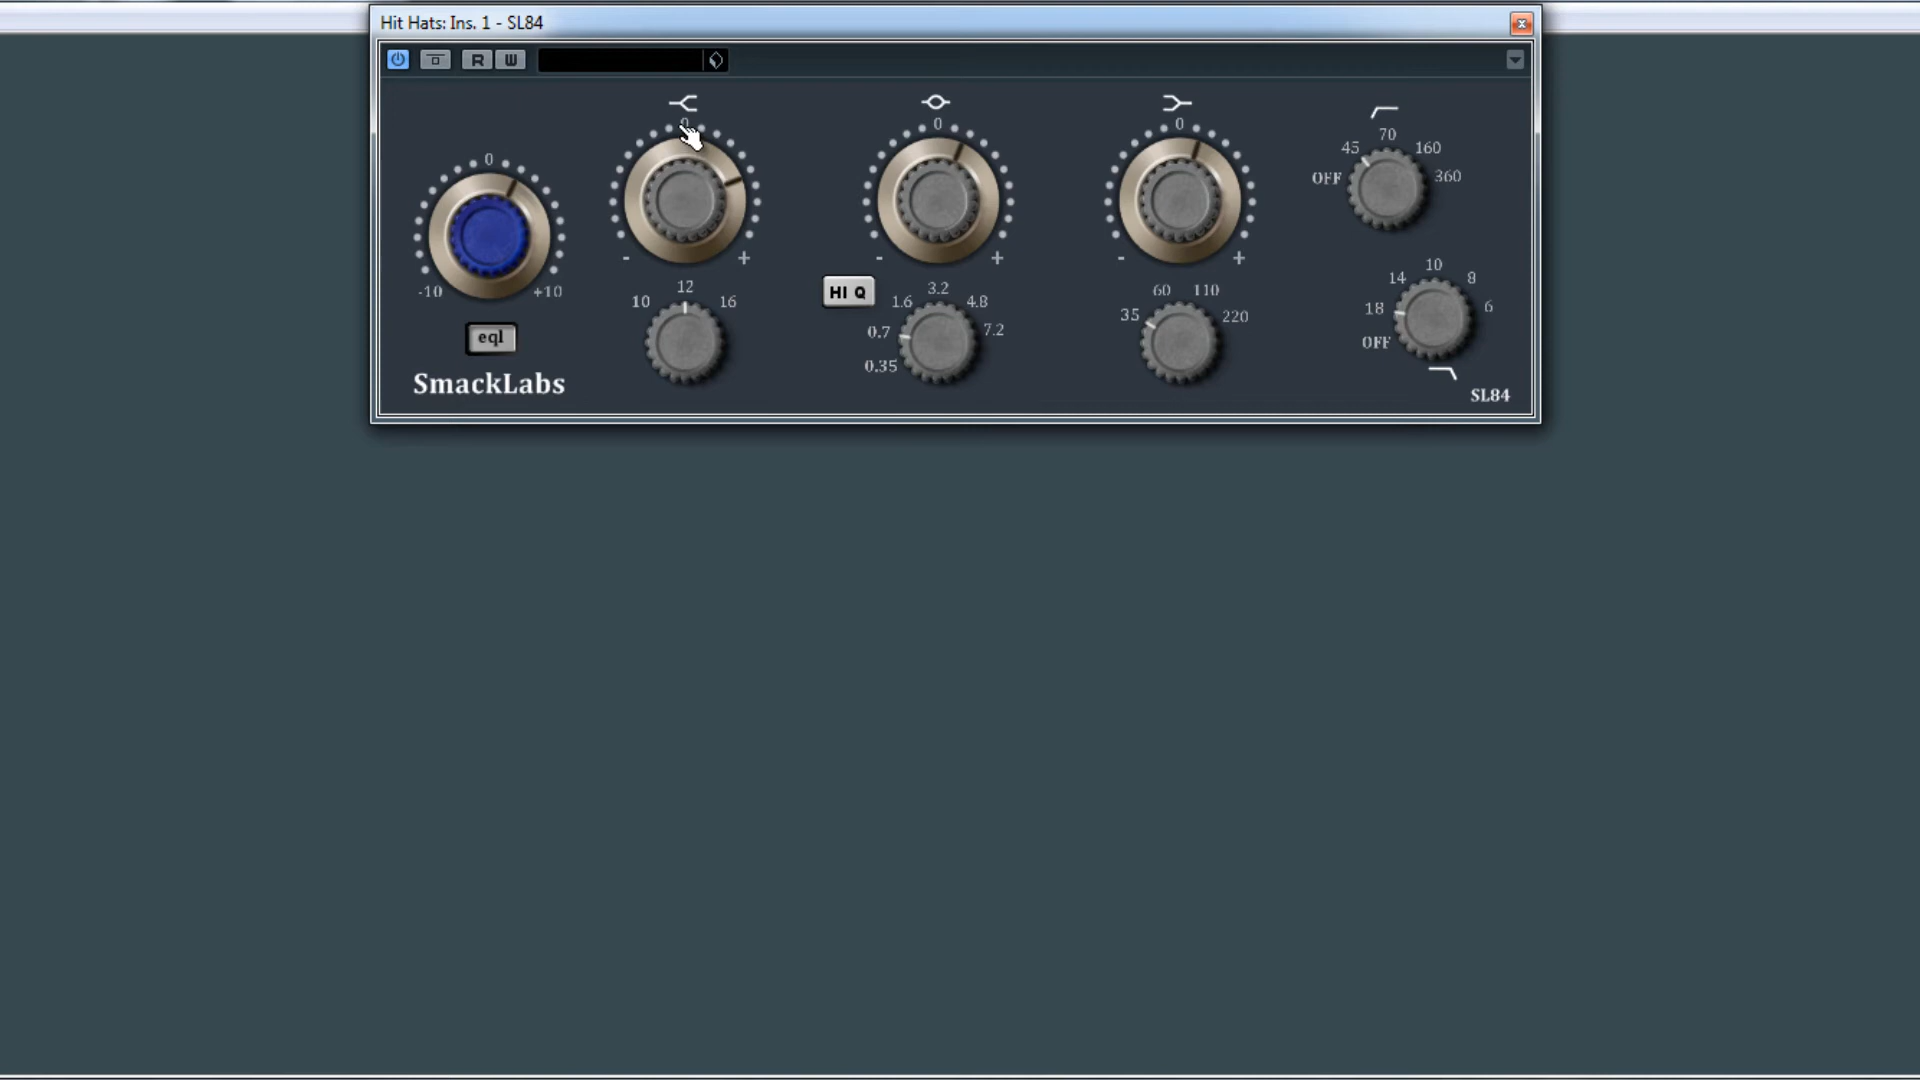 Hit Hats: Ins. 1 - SL84
R W
0
-10 +10
eql
SmackLabs
0
- +
10 12 16
0
- +
HI Q
0.35 0.7 1.6 3.2 4.8 7.2
0
- +
35 60 110 220
OFF 45 70 160 360
OFF 18 14 10 8 6
SL84